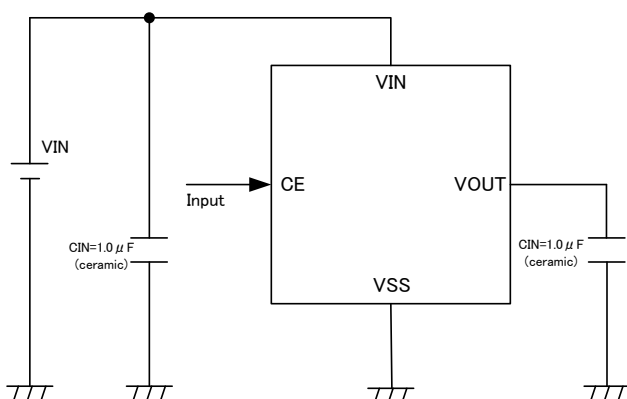 VIN
VIN
CE
VOUT
Input
CIN=1.0μF
(ceramic)
CIN=1.0μF
(ceramic)
VSS